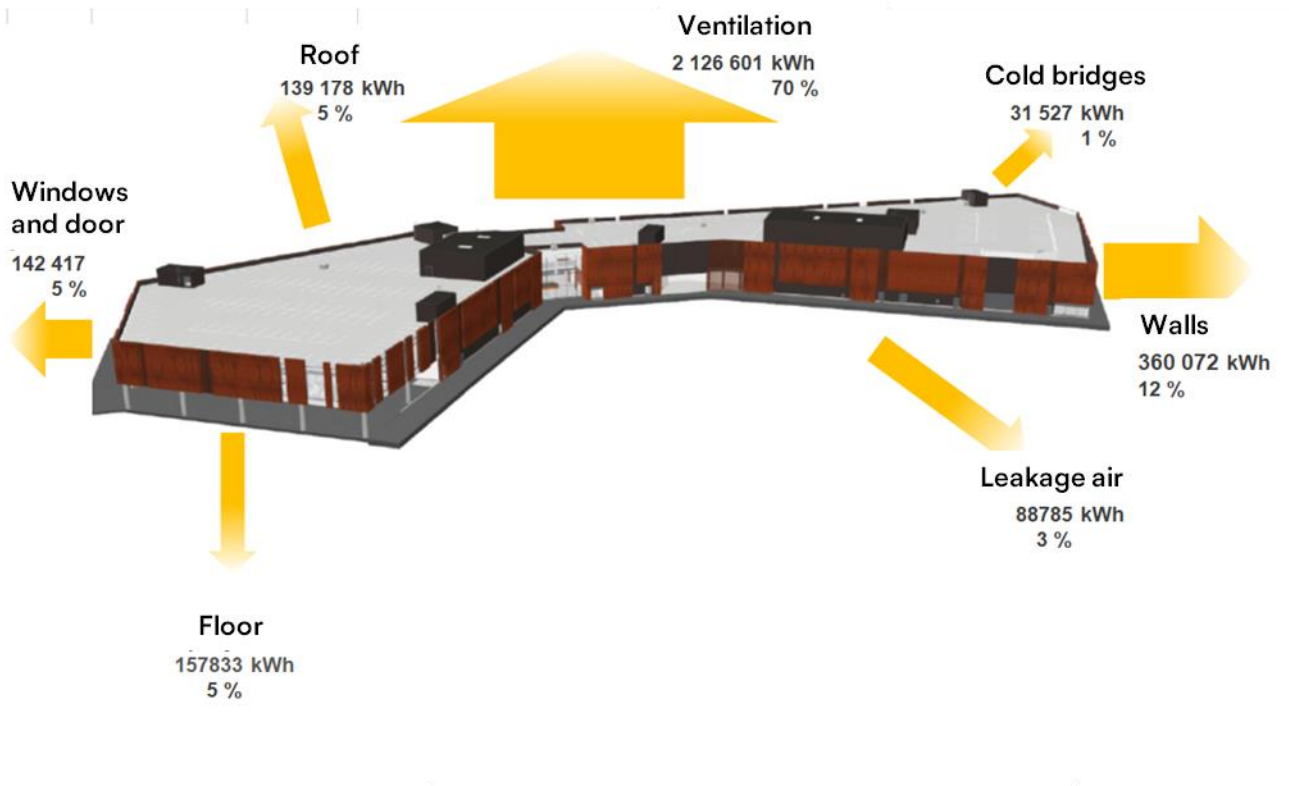 Roof
139 178 kWh
5 %
Ventilation
2 126 601 kWh
70 %
Cold bridges
31 527 kWh
1 %
Windows
and door
142 417
5 %
Walls
360 072 kWh
12 %
Leakage air
88785 kWh
3 %
Floor
157833 kWh
5 %